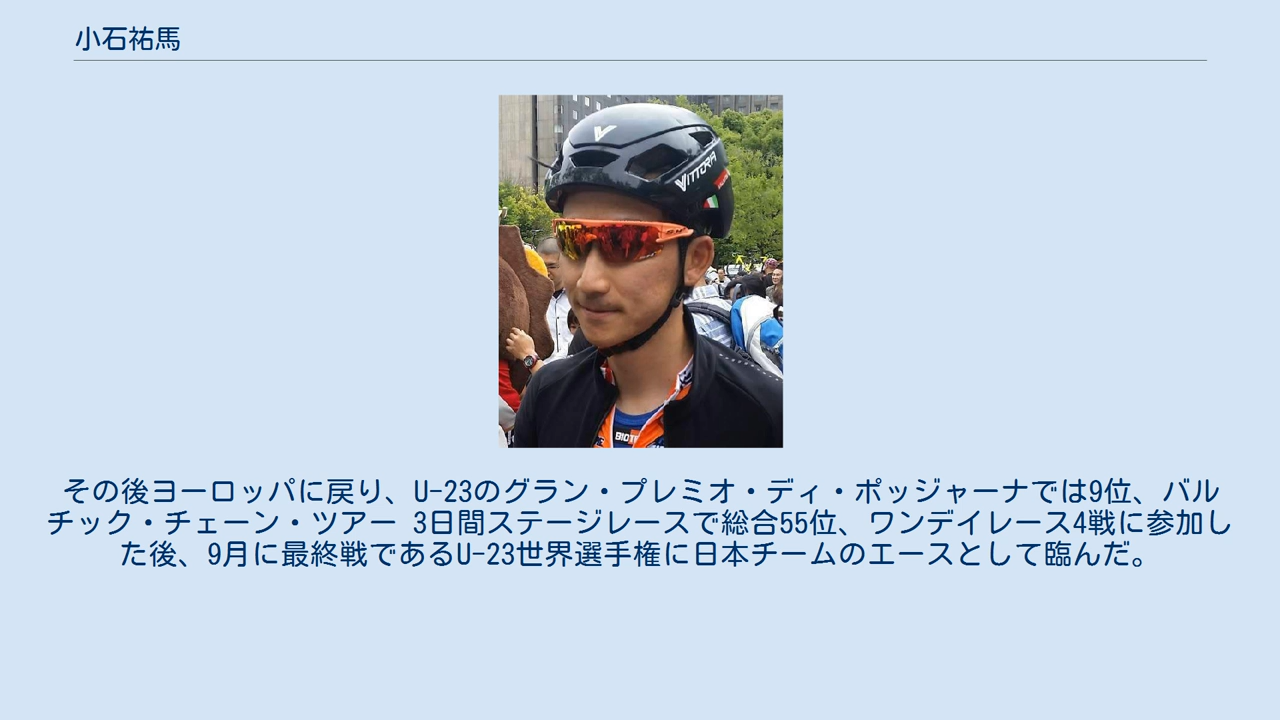 小石祐馬
VITTORIA
その後ヨーロッパに戻り、U-23のグラン・プレミオ・ディ・ポッジャーナでは9位、バル
チック・チェーン・ツアー 3日間ステージレースで総合55位、ワンデイレース4戦に参加し
た後、9月に最終戦であるU-23世界選手権に日本チームのエースとして臨んだ。